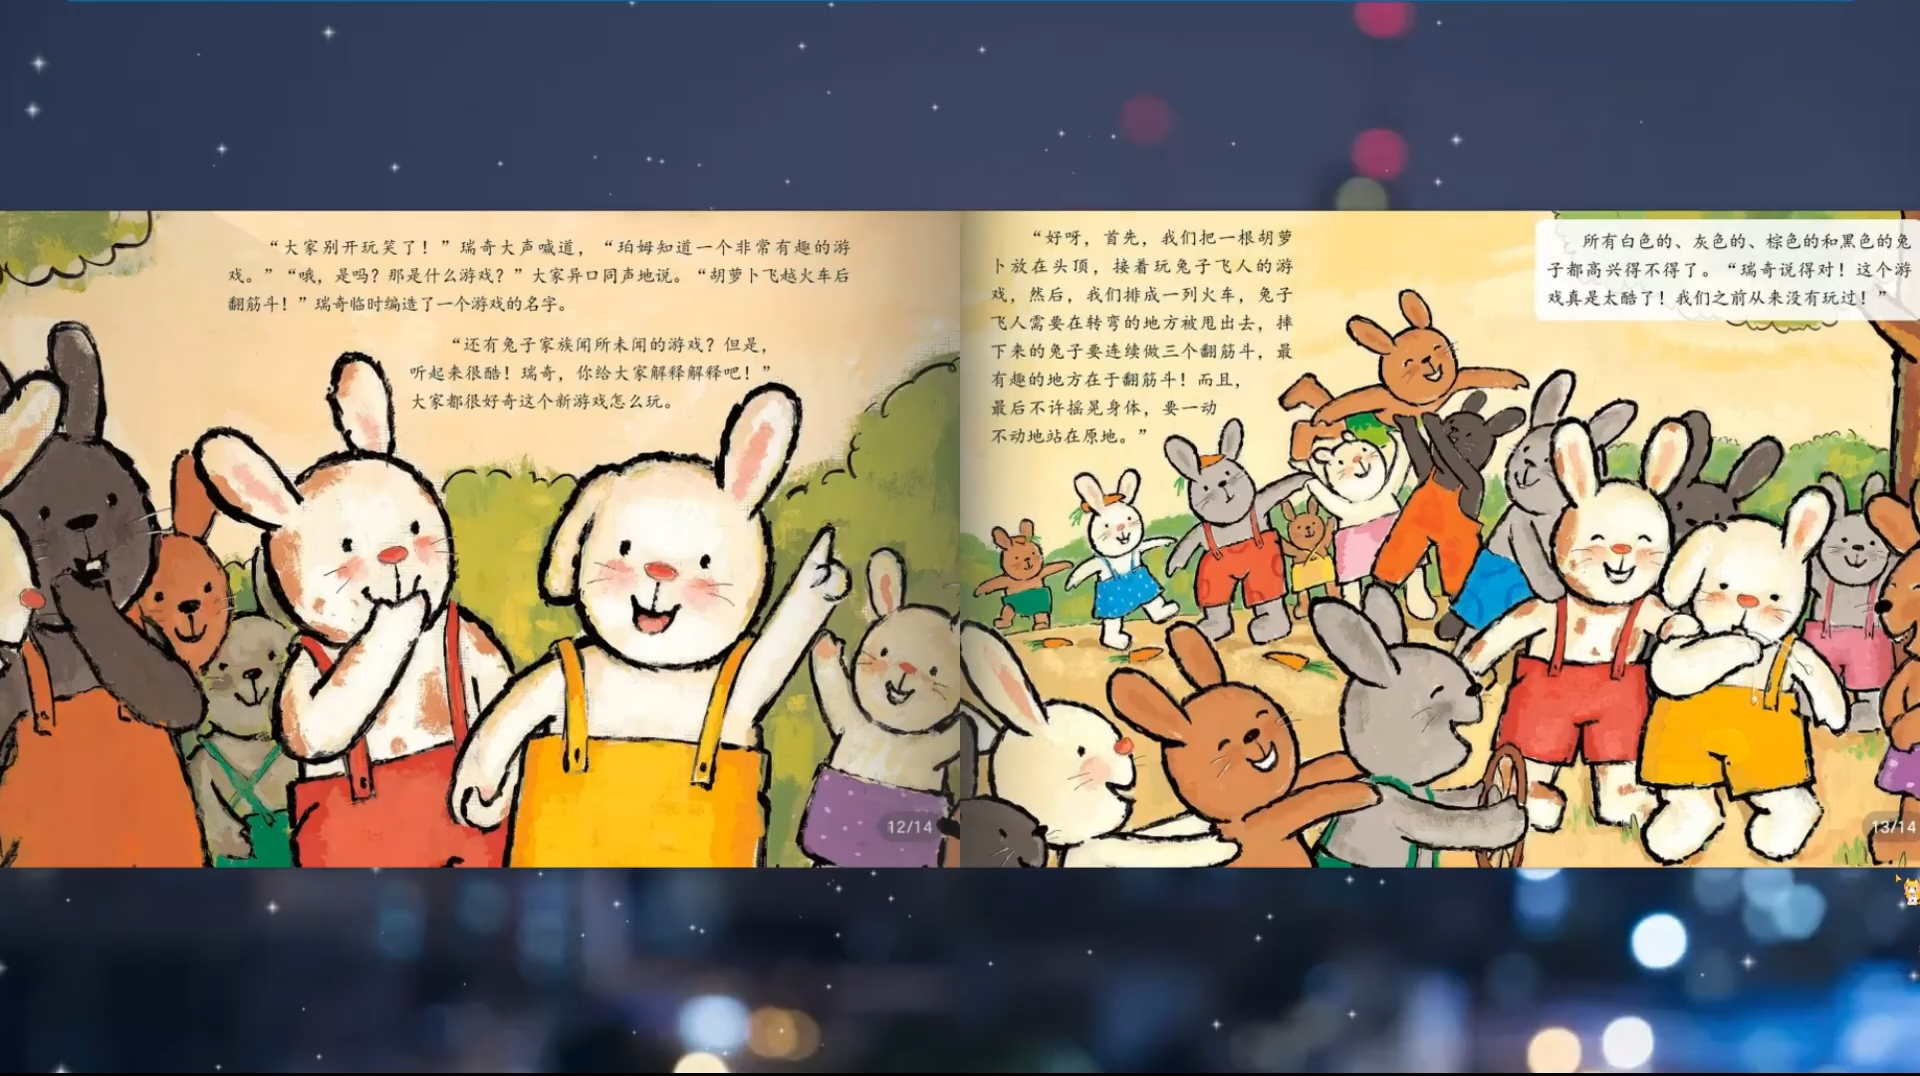 “大家别开玩笑了！”瑞奇大声喊道，“珀姆知道一个非常有趣的游
戏。”“哦，是吗？那是什么游戏？”大家异口同声地说。“胡萝卜飞越火车后
翻筋斗！”瑞奇临时编造了一个游戏的名字。
“还有兔子家族闻所未闻的游戏？但是，
听起来很酷！瑞奇，你给大家解释解释吧！”
大家都很好奇这个新游戏怎么玩。
12/14
“好呀，首先，我们把一根胡萝
卜放在头顶，接着玩兔子飞人的游
戏，然后，我们排成一列火车，兔子
飞人需要在转弯的地方被甩出去，摔
下来的兔子要连续做三个翻筋斗，最
有趣的地方在于翻筋斗！而且，
最后不许摇晃身体，要一动
不动地站在原地。”
所有白色的、灰色的、棕色的和黑色的兔
子都高兴得不得了。“瑞奇说得对！这个游
戏真是太酷了！我们之前从来没有玩过！”
13/14